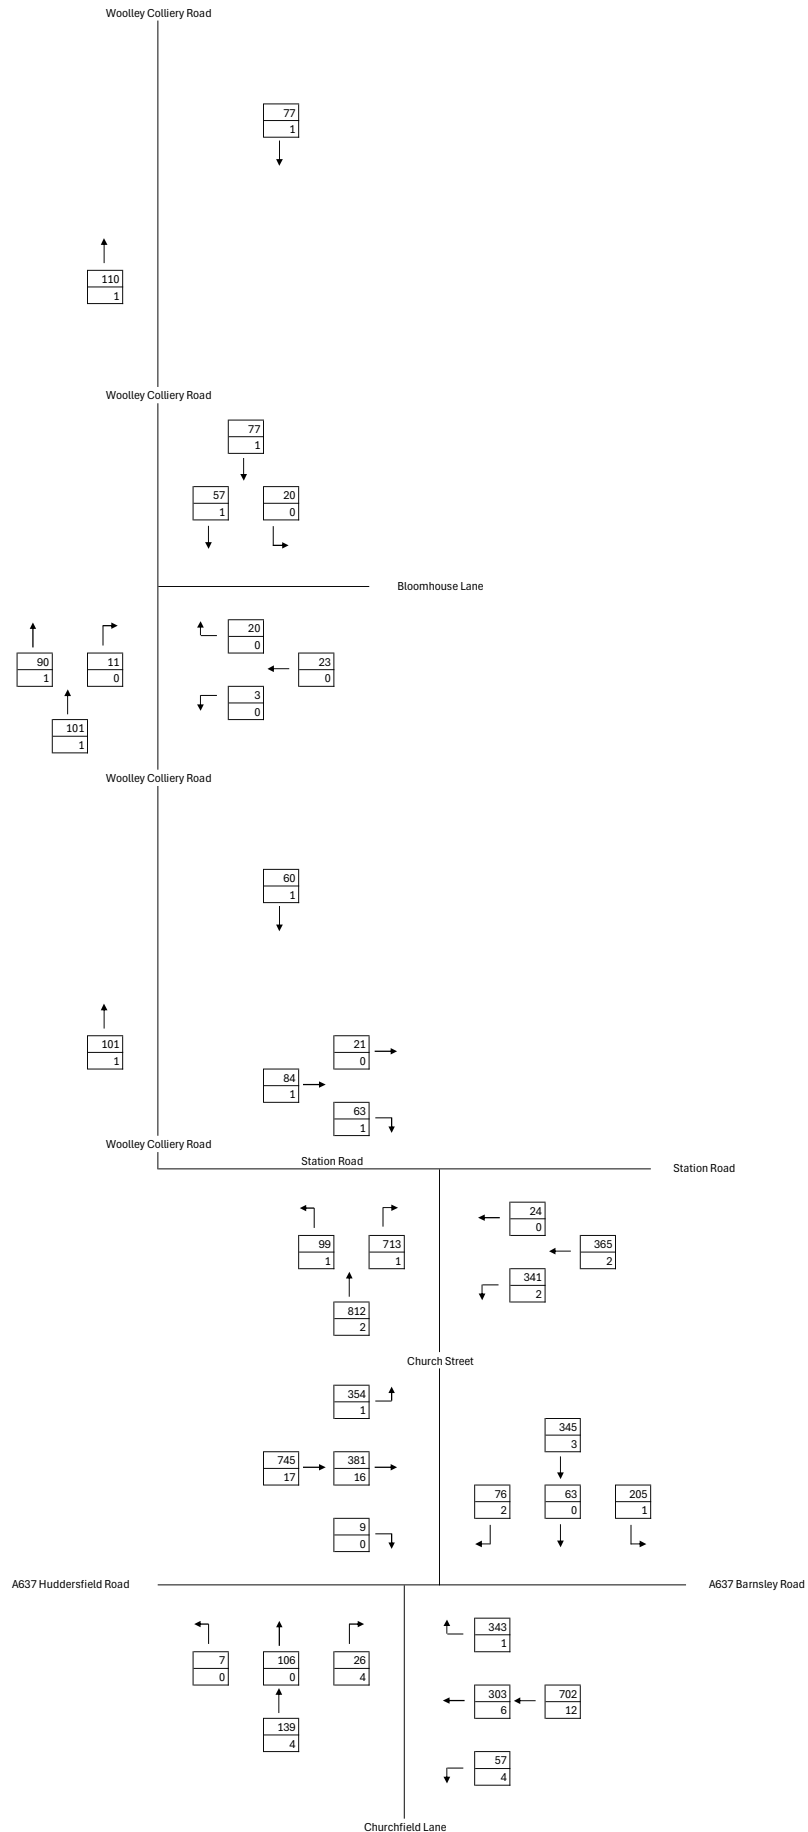 Woolley Colliery Road
77
1
110
1
Woolley Colliery Road
77
1
57 20
1 0
Bloomhouse Lane
20
0
90 11 23
1 0 0
3
0
101
1
Woolley Colliery Road
60
1
101 21
1 0
84
1
63
1
Woolley Colliery Road
Station Road
Station Road
24
0
99 713 365
1 1 2
341
2
812
2
Church Street
354
1
345
3
745 381
17 16
76 63 205
2 0 1
9
0
A637 Huddersfield Road A637 Barnsley Road
343
1
7 106 26
0 0 4
303 702
6 12
139
4
57
4
Churchfield Lane